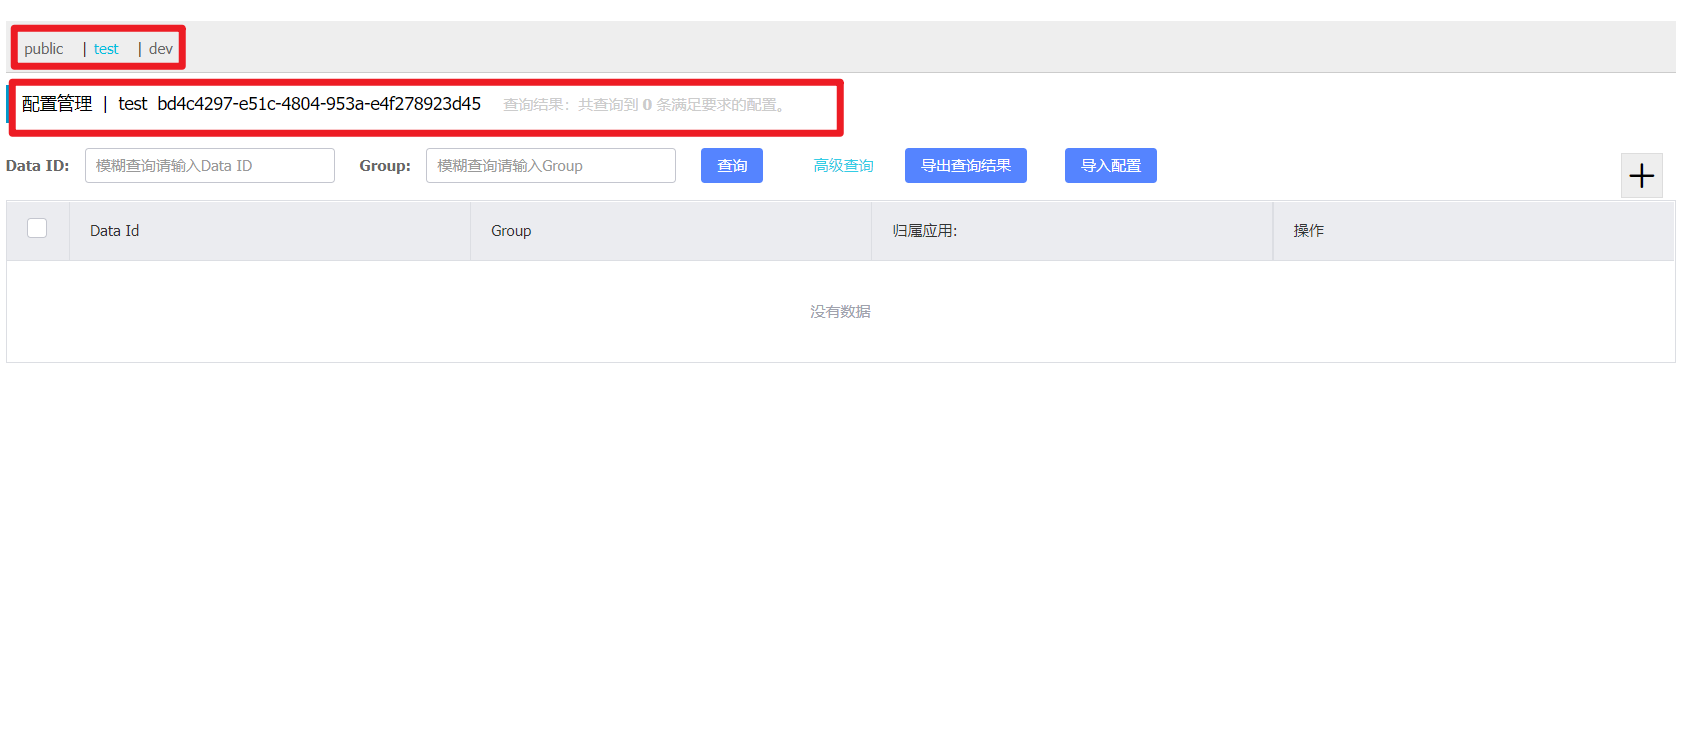 public | test | dev
配置管理 | test bd4c4297-e51c-4804-953a-e4f278923d45 查询结果：共查询到 0 条满足要求的配置。
Data ID: 模糊查询请输入Data ID Group: 模糊查询请输入Group 查询 高级查询 导出查询结果 导入配置 +
Data Id Group 归属应用: 操作
没有数据